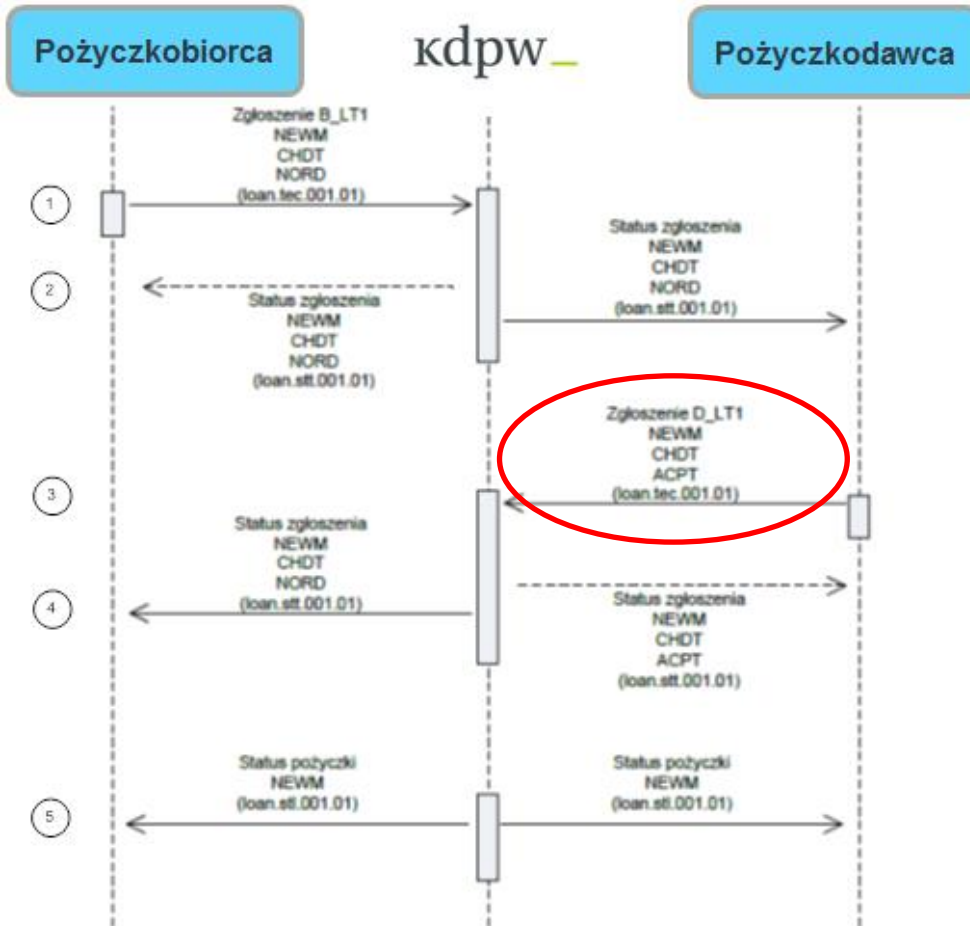 Pożyczkobiorca
kdpw_
Pożyczkodawca
Zgłoszenie B_LT1
NEWM
CHDT
NORD
(loan.tec.001.01)
1
Status zgłoszenia
NEWM
CHDT
NORD
(loan.stt.001.01)
2
Status zgłoszenia
NEWM
CHDT
NORD
(loan.stt.001.01)
Zgłoszenie D_LT1
NEWM
CHDT
ACPT
(loan.tec.001.01)
3
Status zgłoszenia
NEWM
CHDT
NORD
(loan.stt.001.01)
4
Status zgłoszenia
NEWM
CHDT
ACPT
(loan.stt.001.01)
Status pożyczki
NEWM
(loan.stl.001.01)
Status pożyczki
NEWM
(loan.stl.001.01)
5